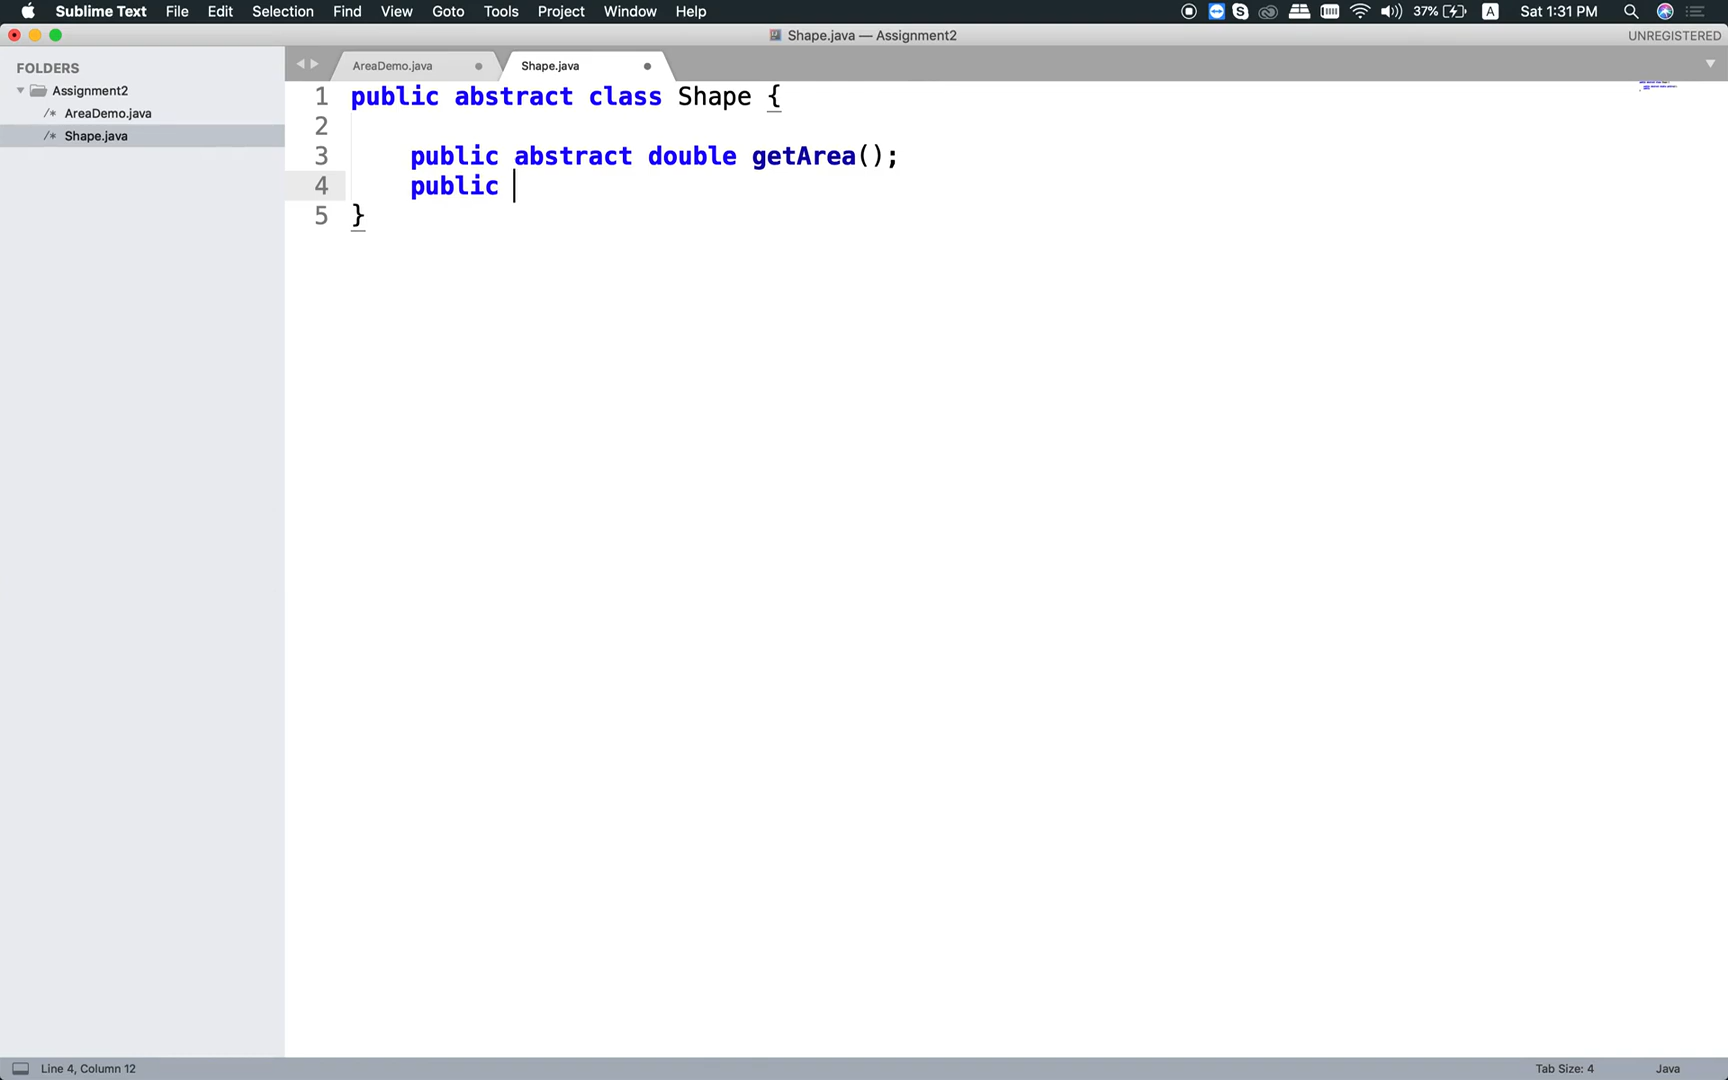 Sublime Text File Edit Selection Find View Goto Tools Project Window Help 37% A Sat 1:31 PM
Shape.java — Assignment2 UNREGISTERED
FOLDERS
Assignment2
/* AreaDemo.java
/* Shape.java
AreaDemo.java Shape.java
1 public abstract class Shape {
2
3 public abstract double getArea();
4 public
5 }
Line 4, Column 12 Tab Size: 4 Java